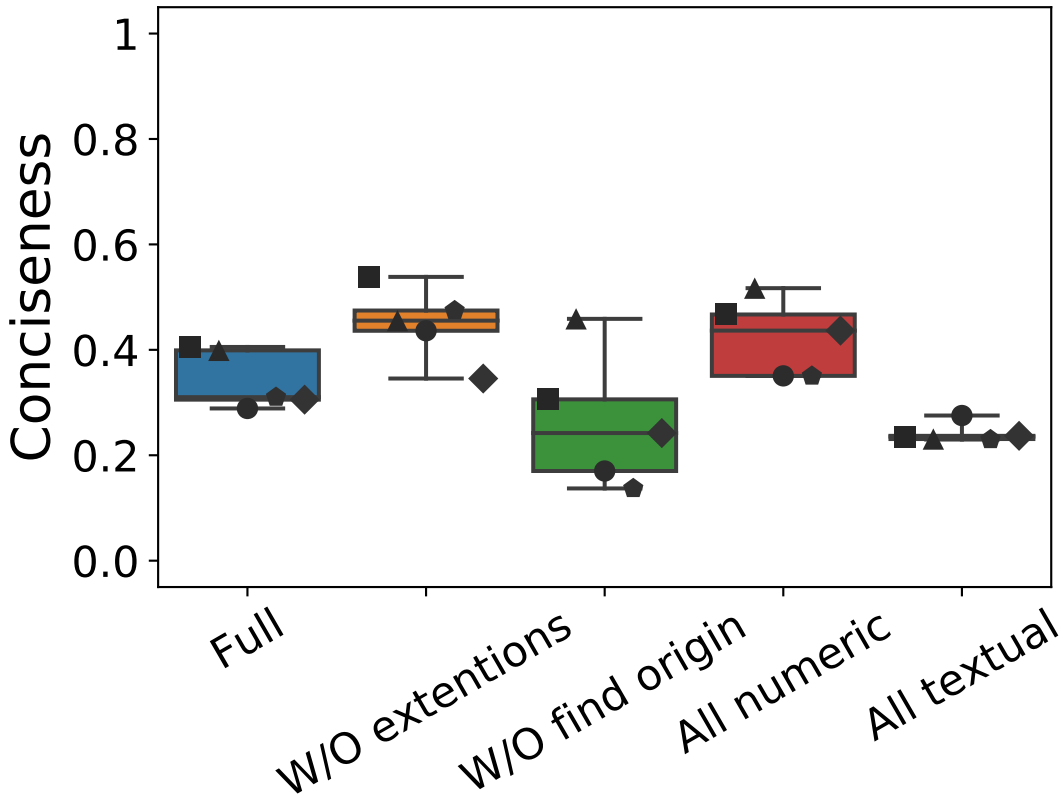 Conciseness
1
0.8
0.6
0.4
0.2
0.0
Full
W/O extentions
W/O find origin
All numeric
All textual